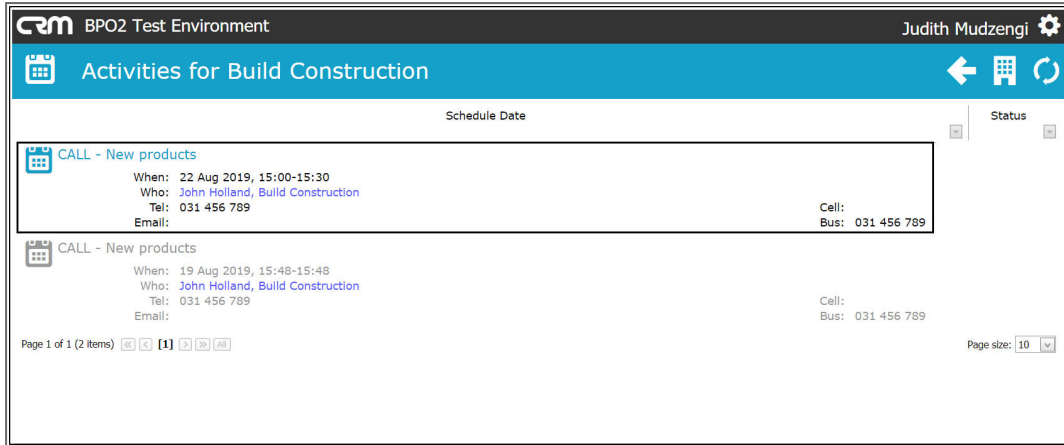 CRM BPO2 Test Environment Judith Mudzengi
Activities for Build Construction
Schedule Date Status
CALL - New products
When: 22 Aug 2019, 15:00-15:30
Who: John Holland, Build Construction
Tel: 031 456 789 Cell:
Email: Bus: 031 456 789
CALL - New products
When: 19 Aug 2019, 15:48-15:48
Who: John Holland, Build Construction
Tel: 031 456 789 Cell:
Email: Bus: 031 456 789
Page 1 of 1 (2 items) [1] All Page size: 10